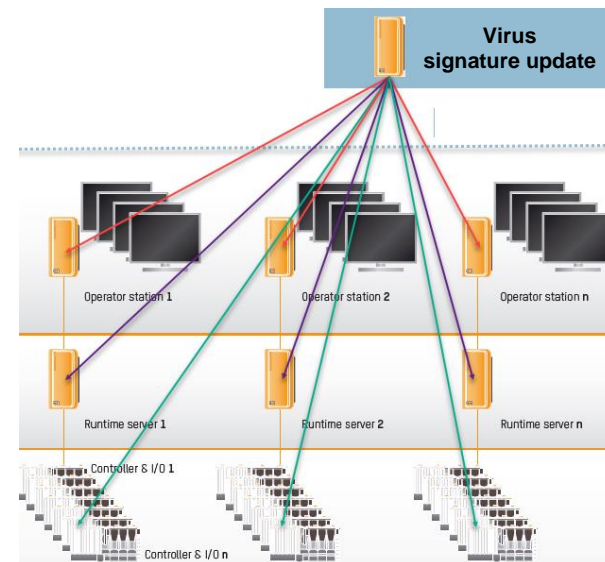 Virus
signature update
Operator station 1
Operator station 2
Operator station n
Runtime server 1
Runtime server 2
Runtime server n
Controller & I/O 1
Controller & I/O n